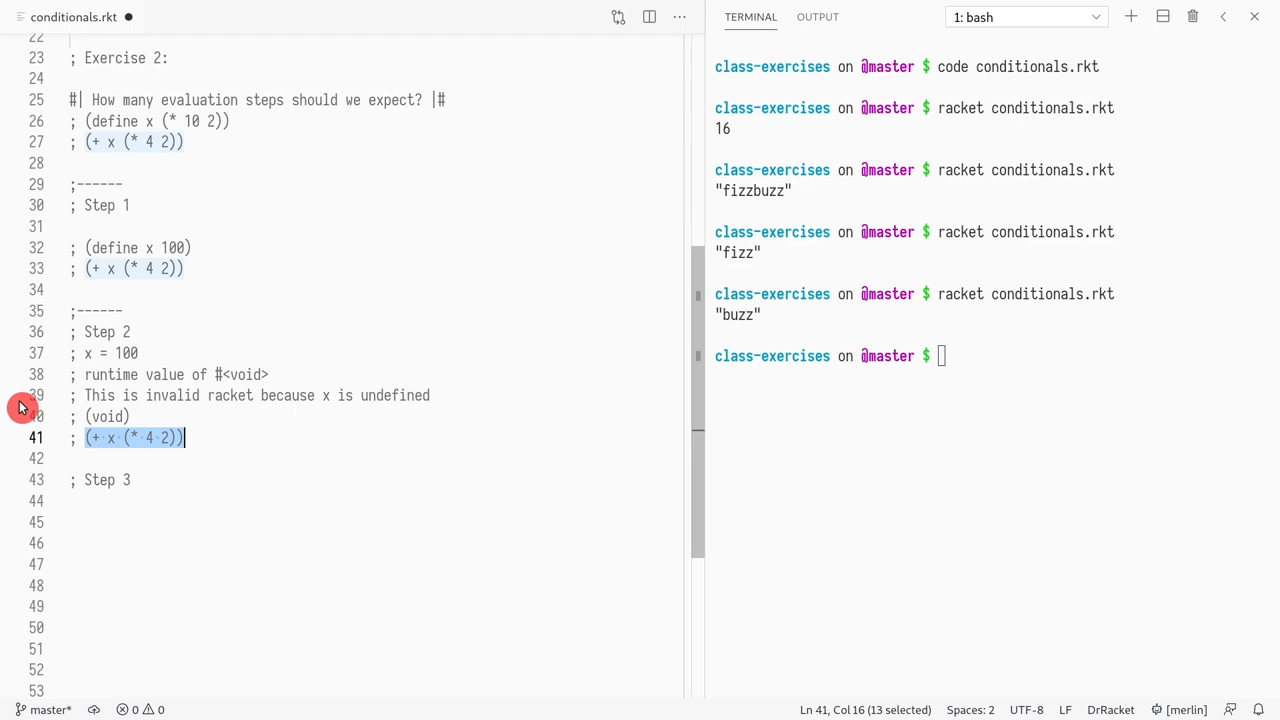 conditionals.rkt
22
23 ; Exercise 2:
24
25 #| How many evaluation steps should we expect? |#
26 ; (define x (* 10 2))
27 ; (+ x (* 4 2))
28
29 ;------
30 ; Step 1
31
32 ; (define x 100)
33 ; (+ x (* 4 2))
34
35 ;------
36 ; Step 2
37 ; x = 100
38 ; runtime value of #<void>
39 ; This is invalid racket because x is undefined
40 ; (void)
41 ; (+·x·(*·4·2))
42
43 ; Step 3
44
45
46
47
48
49
50
51
52
53
TERMINAL OUTPUT 1: bash
class-exercises on @master $ code conditionals.rkt
class-exercises on @master $ racket conditionals.rkt
16
class-exercises on @master $ racket conditionals.rkt
"fizzbuzz"
class-exercises on @master $ racket conditionals.rkt
"fizz"
class-exercises on @master $ racket conditionals.rkt
"buzz"
class-exercises on @master $
master* 0 0 Ln 41, Col 16 (13 selected) Spaces: 2 UTF-8 LF DrRacket [merlin]